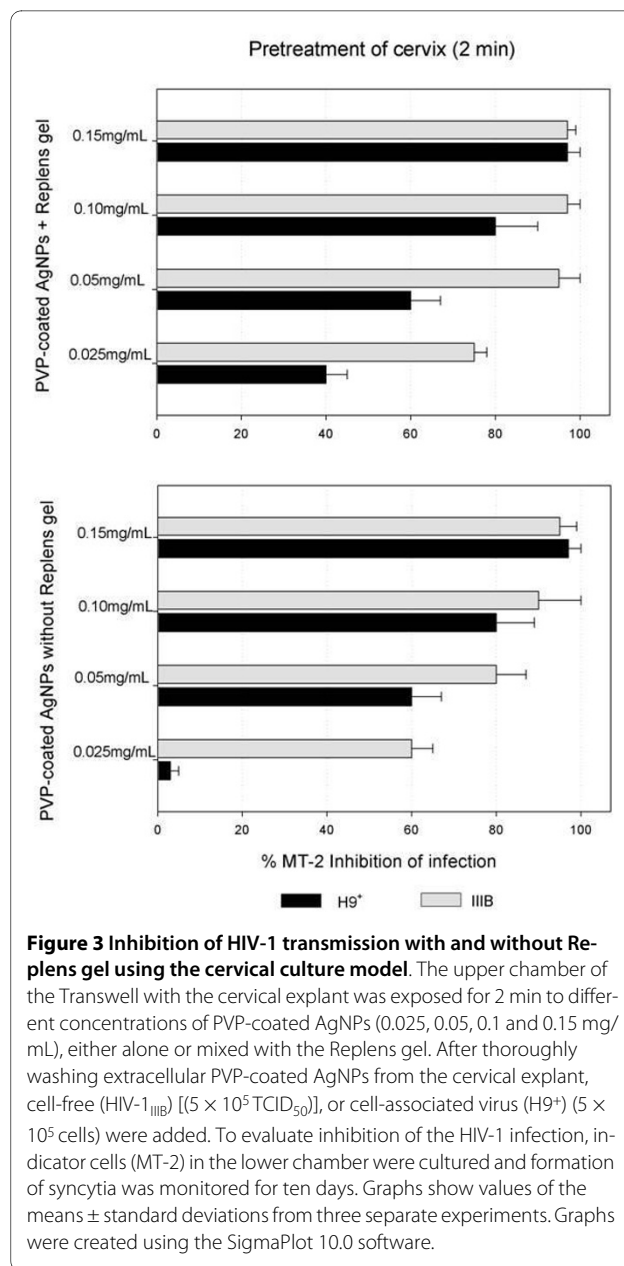 Pretreatment of cervix (2 min)
PVP-coated AgNPs + Replens gel
0.15mg/mL
0.10mg/mL
0.05mg/mL
0.025mg/mL
0 20 40 60 80 100
PVP-coated AgNPs without Replens gel
0.15mg/mL
0.10mg/mL
0.05mg/mL
0.025mg/mL
0 20 40 60 80 100
% MT-2 Inhibition of infection
H9⁺ IIIB
Figure 3 Inhibition of HIV-1 transmission with and without Re-
plens gel using the cervical culture model. The upper chamber of
the Transwell with the cervical explant was exposed for 2 min to differ-
ent concentrations of PVP-coated AgNPs (0.025, 0.05, 0.1 and 0.15 mg/
mL), either alone or mixed with the Replens gel. After thoroughly
washing extracellular PVP-coated AgNPs from the cervical explant,
cell-free (HIV-1IIIB) [(5 × 10⁵ TCID₅₀)], or cell-associated virus (H9⁺) (5 ×
10⁵ cells) were added. To evaluate inhibition of the HIV-1 infection, in-
dicator cells (MT-2) in the lower chamber were cultured and formation
of syncytia was monitored for ten days. Graphs show values of the
means ± standard deviations from three separate experiments. Graphs
were created using the SigmaPlot 10.0 software.